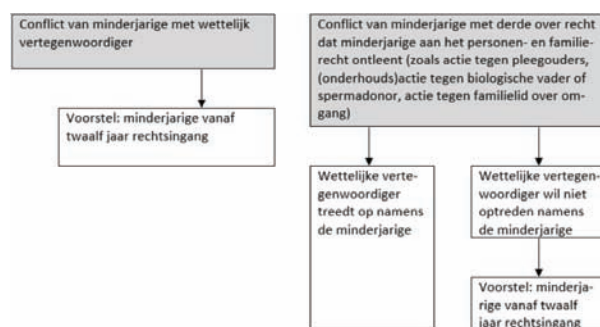 Conflict van minderjarige met wettelijk
vertegenwoordiger
Voorstel: minderjarige vanaf
twaalf jaar rechtsingang
Conflict van minderjarige met derde over recht
dat minderjarige aan het personen- en familie-
recht ontleent (zoals actie tegen pleegouders,
(onderhouds)actie tegen biologische vader of
spermadonor, actie tegen familielid over om-
gang)
Wettelijke verte-
genwoordiger
treedt op namens
de minderjarige
Wettelijke vertegen-
woordiger wil niet
optreden namens
de minderjarige
Voorstel: minderja-
rige vanaf twaalf
jaar rechtsingang